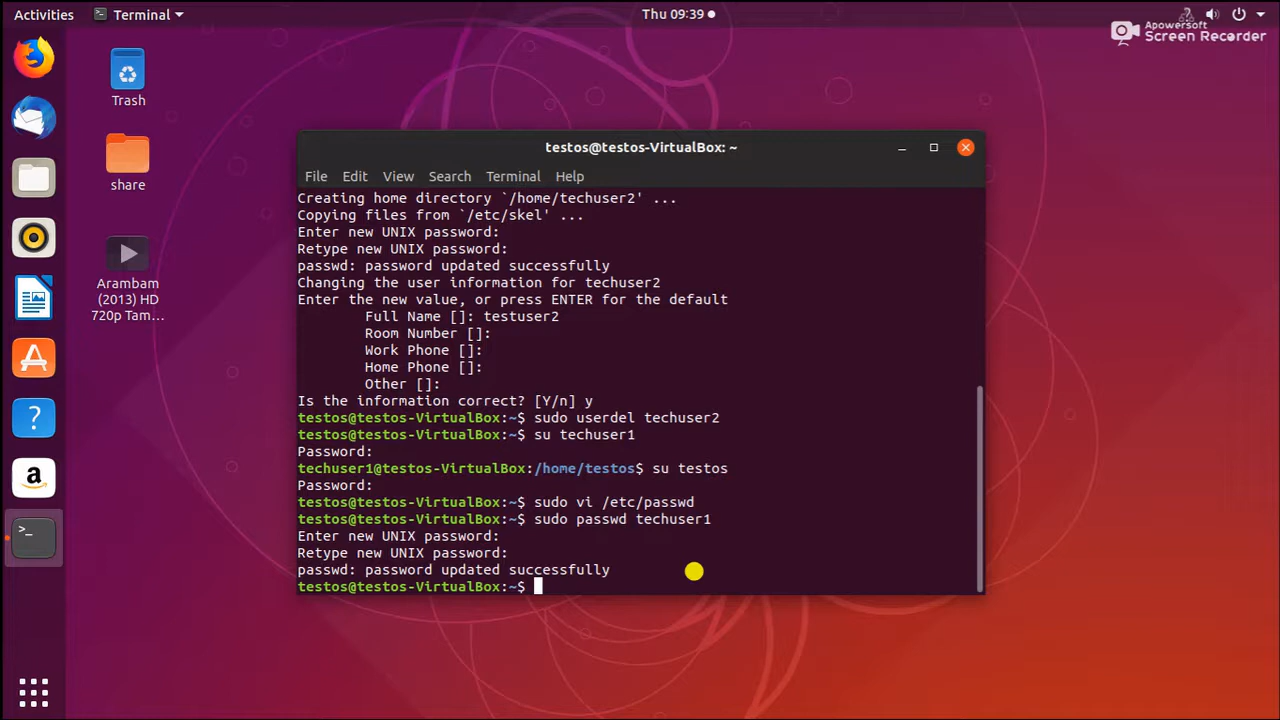 Activities
Terminal
Thu 09:39
Apowersoft
Screen Recorder
Trash
share
Arambam
(2013) HD
720p Tam…
testos@testos-VirtualBox: ~
File Edit View Search Terminal Help
Creating home directory `/home/techuser2' ...
Copying files from `/etc/skel' ...
Enter new UNIX password:
Retype new UNIX password:
passwd: password updated successfully
Changing the user information for techuser2
Enter the new value, or press ENTER for the default
Full Name []: testuser2
Room Number []:
Work Phone []:
Home Phone []:
Other []:
Is the information correct? [Y/n] y
testos@testos-VirtualBox:~$ sudo userdel techuser2
testos@testos-VirtualBox:~$ su techuser1
Password:
techuser1@testos-VirtualBox:/home/testos$ su testos
Password:
testos@testos-VirtualBox:~$ sudo vi /etc/passwd
testos@testos-VirtualBox:~$ sudo passwd techuser1
Enter new UNIX password:
Retype new UNIX password:
passwd: password updated successfully
testos@testos-VirtualBox:~$